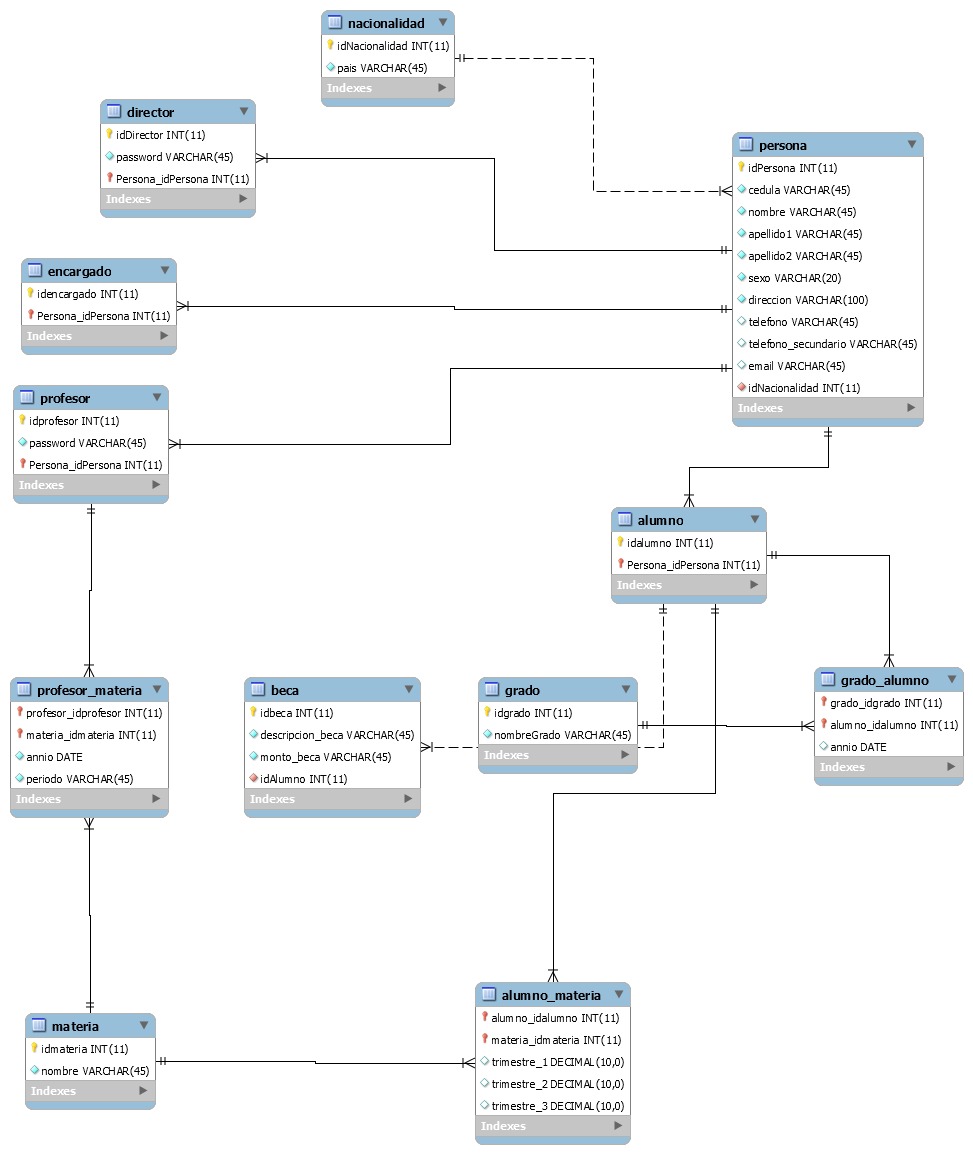 nacionalidad
idNacionalidad INT(11)
pais VARCHAR(45)
Indexes
director
idDirector INT(11)
password VARCHAR(45)
Persona_idPersona INT(11)
Indexes
persona
idPersona INT(11)
cedula VARCHAR(45)
nombre VARCHAR(45)
apellido1 VARCHAR(45)
apellido2 VARCHAR(45)
sexo VARCHAR(20)
direccion VARCHAR(100)
telefono VARCHAR(45)
telefono_secundario VARCHAR(45)
email VARCHAR(45)
idNacionalidad INT(11)
Indexes
encargado
idencargado INT(11)
Persona_idPersona INT(11)
Indexes
profesor
idprofesor INT(11)
password VARCHAR(45)
Persona_idPersona INT(11)
Indexes
alumno
idalumno INT(11)
Persona_idPersona INT(11)
Indexes
profesor_materia
profesor_idprofesor INT(11)
materia_idmateria INT(11)
annio DATE
periodo VARCHAR(45)
Indexes
beca
idbeca INT(11)
descripcion_beca VARCHAR(45)
monto_beca VARCHAR(45)
idAlumno INT(11)
Indexes
grado
idgrado INT(11)
nombreGrado VARCHAR(45)
Indexes
grado_alumno
grado_idgrado INT(11)
alumno_idalumno INT(11)
annio DATE
Indexes
materia
idmateria INT(11)
nombre VARCHAR(45)
Indexes
alumno_materia
alumno_idalumno INT(11)
materia_idmateria INT(11)
trimestre_1 DECIMAL(10,0)
trimestre_2 DECIMAL(10,0)
trimestre_3 DECIMAL(10,0)
Indexes